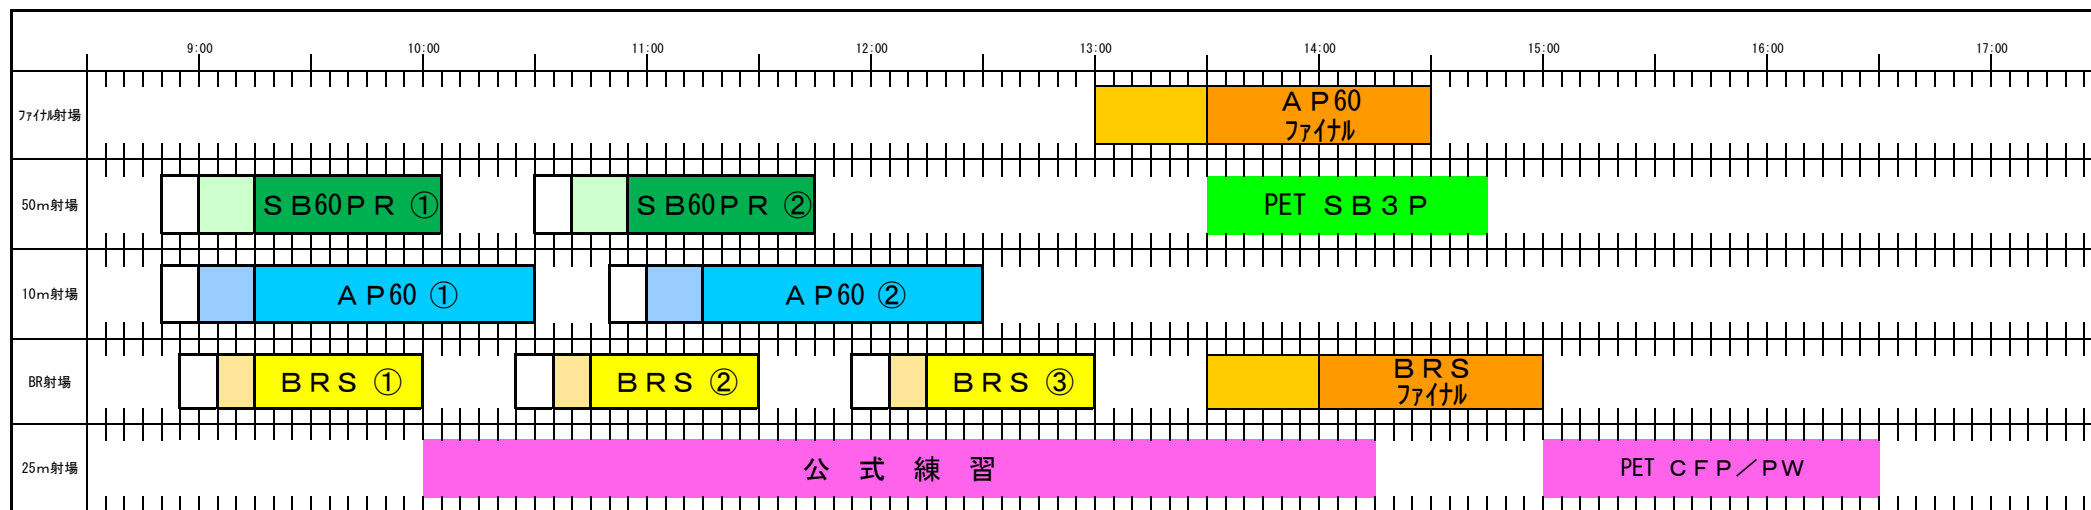 9:00 10:00 11:00 12:00 13:00 14:00 15:00 16:00 17:00
ﾌｧｲﾅﾙ射場
ＡＰ60
ﾌｧｲﾅﾙ
50ｍ射場
ＳＢ60ＰＲ ①
ＳＢ60ＰＲ ②
PET ＳＢ３Ｐ
10ｍ射場
ＡＰ60 ①
ＡＰ60 ②
BR射場
ＢＲＳ ①
ＢＲＳ ②
ＢＲＳ ③
ＢＲＳ
ﾌｧｲﾅﾙ
25ｍ射場
公 式 練 習
PET ＣＦＰ／ＰＷ